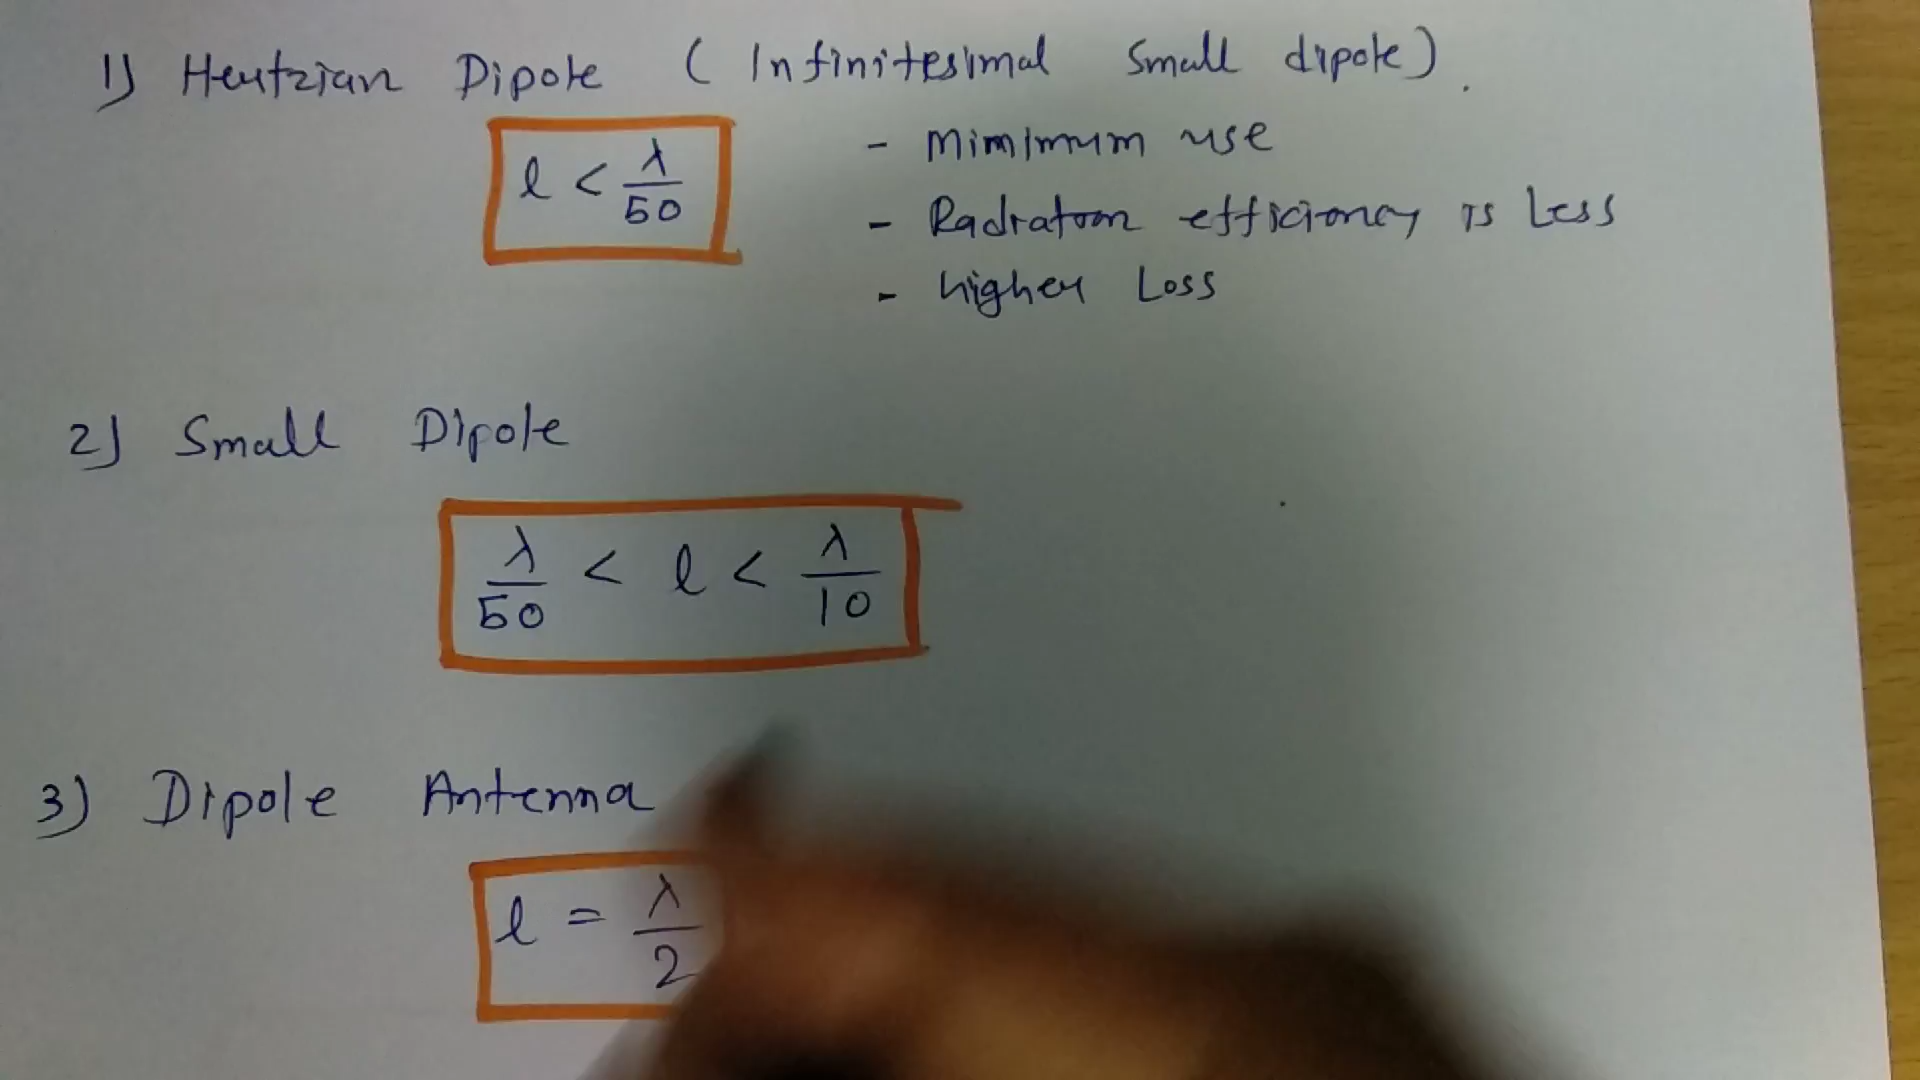 1) Hertzian Dipole (Infinitesimal Small dipole).
l < λ/50
- Mimimum use
- Radiation efficiency is Less
- higher Loss
2) Small Dipole
λ/50 < l < λ/10
3) Dipole Antenna
l = λ/2